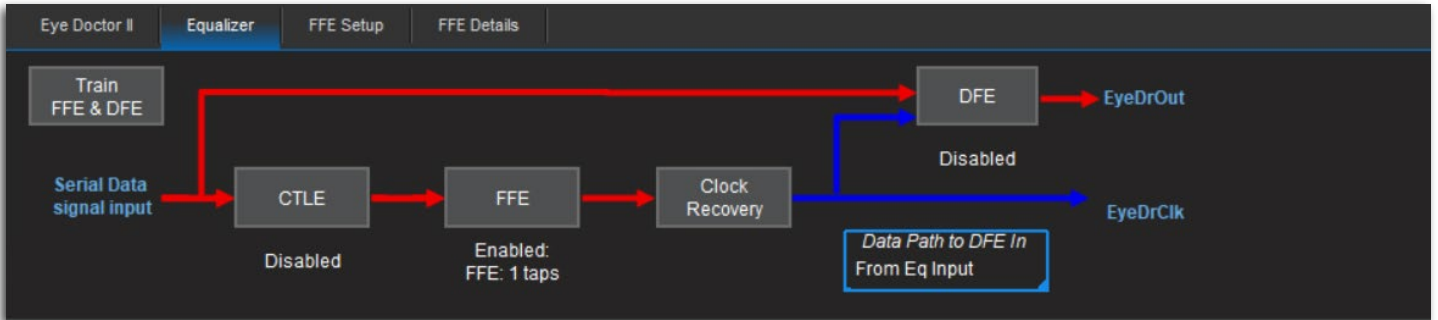 Eye Doctor II
Equalizer
FFE Setup
FFE Details
Train
FFE & DFE
DFE
EyeDrOut
Disabled
Serial Data
signal input
CTLE
FFE
Clock
Recovery
EyeDrClk
Disabled
Enabled:
FFE: 1 taps
Data Path to DFE In
From Eq Input